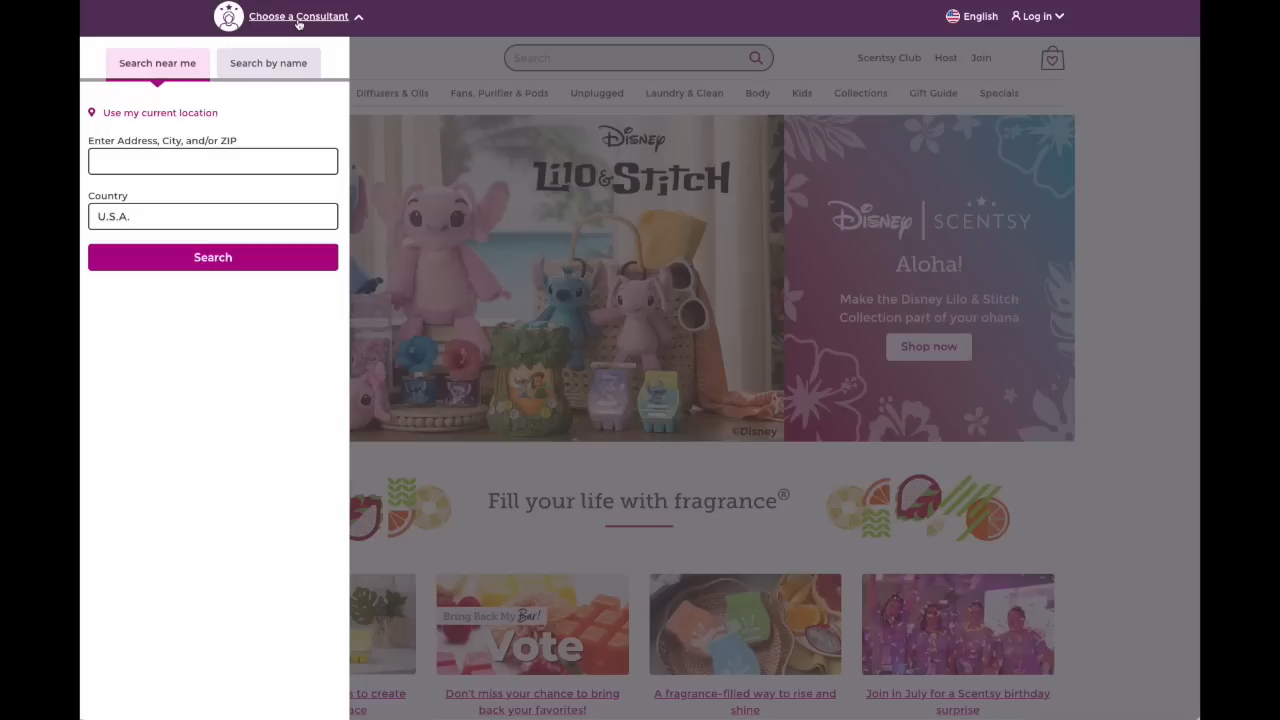 Choose a Consultant
English
Log in
Search near me
Search by name
Use my current location
Enter Address, City, and/or ZIP
Country
U.S.A.
Search
Search
Scentsy Club
Host
Join
Diffusers & Oils
Fans, Purifier & Pods
Unplugged
Laundry & Clean
Body
Kids
Collections
Gift Guide
Specials
Disney
LILO & STITCH
©Disney
Disney | SCENTSY
Aloha!
Make the Disney Lilo & Stitch
Collection part of your ohana
Shop now
Fill your life with fragrance®
Bring Back My Bar!
Vote
s to create
ace
Don't miss your chance to bring
back your favorites!
A fragrance-filled way to rise and
shine
Join in July for a Scentsy birthday
surprise